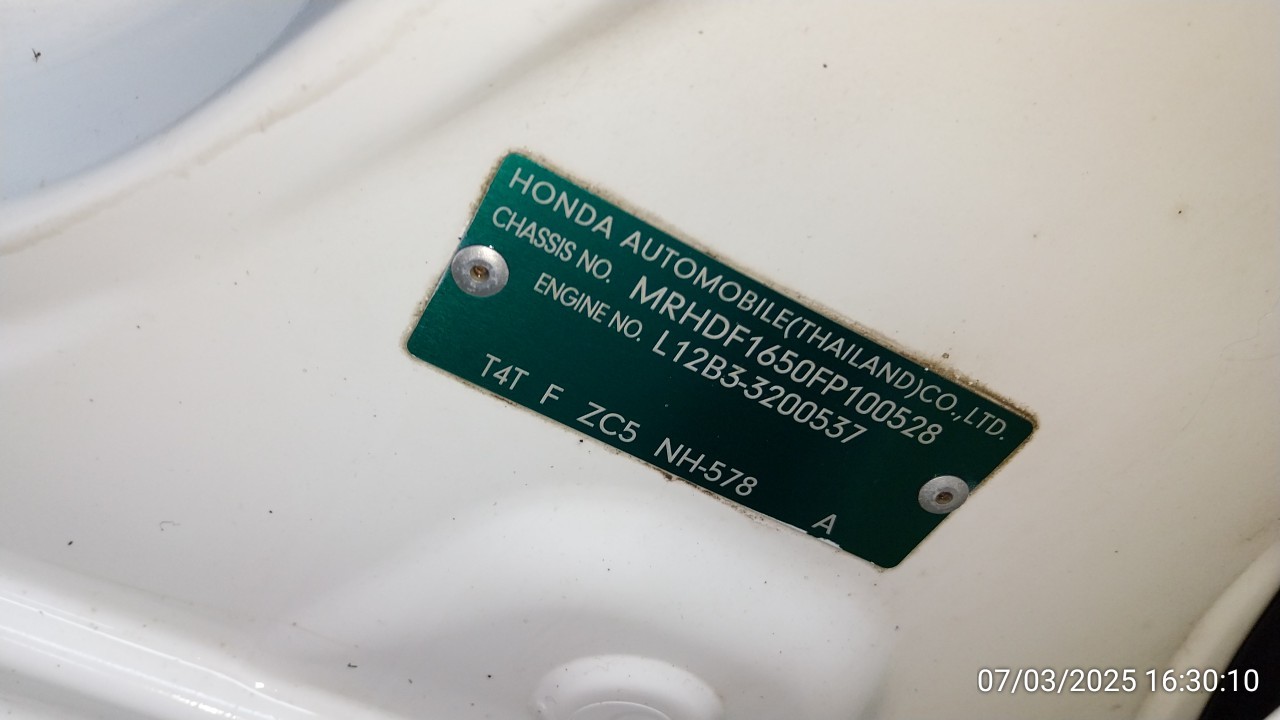 HONDA AUTOMOBILE(THAILAND)CO.,LTD.
CHASSIS NO. MRHDF1650FP100528
ENGINE NO. L12B3-3200537
T4T F ZC5 NH-578 A
07/03/2025 16:30:10